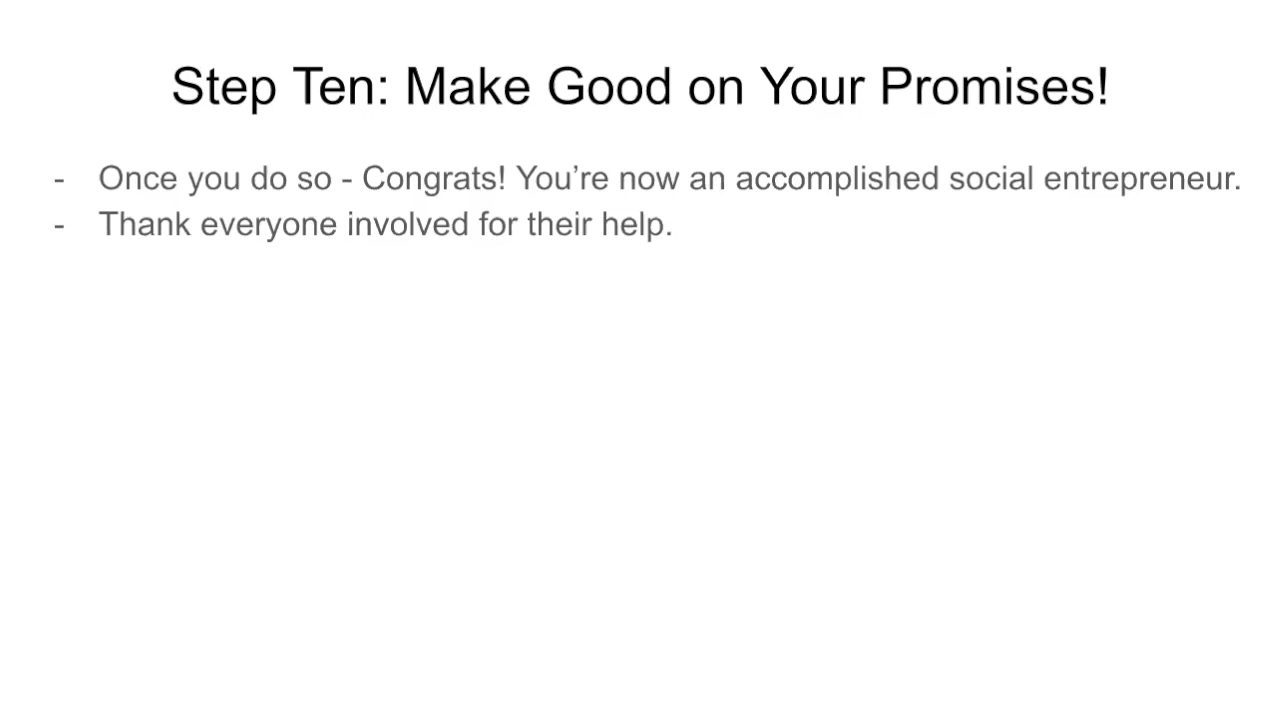 Step Ten: Make Good on Your Promises!
- Once you do so - Congrats! You’re now an accomplished social entrepreneur.
- Thank everyone involved for their help.